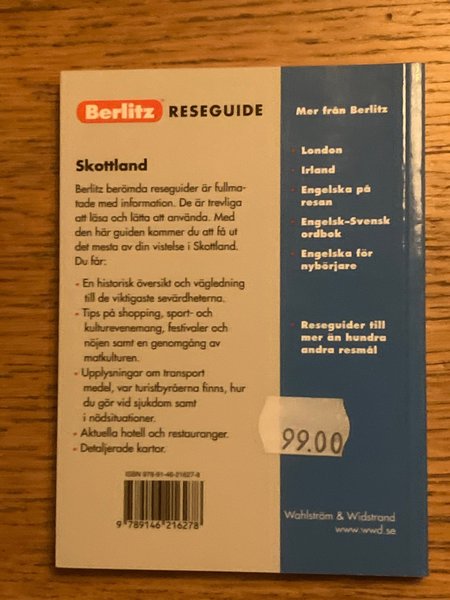 Berlitz RESEGUIDE
Skottland
Berlitz berömda reseguider är fullma-
tade med information. De är trevliga
att läsa och lätta att använda. Med
den här guiden kommer du att få ut
det mesta av din vistelse i Skottland.
Du får:
- En historisk översikt och vägledning
till de viktigaste sevärdheterna.
- Tips på shopping, sport- och
kulturevenemang, festivaler och
nöjen samt en genomgång av
matkulturen.
- Upplysningar om transport
medel, var turistbyråerna finns, hur
du gör vid sjukdom samt
i nödsituationer.
- Aktuella hotell och restauranger.
- Detaljerade kartor.
ISBN 978-91-46-21627-8
9 789146 216278
Mer från Berlitz
London
Irland
Engelska på
resan
Engelsk-Svensk
ordbok
Engelska för
nybörjare
Reseguider till
mer än hundra
andra resmål
99.00
Wahlström & Widstrand
www.wwd.se